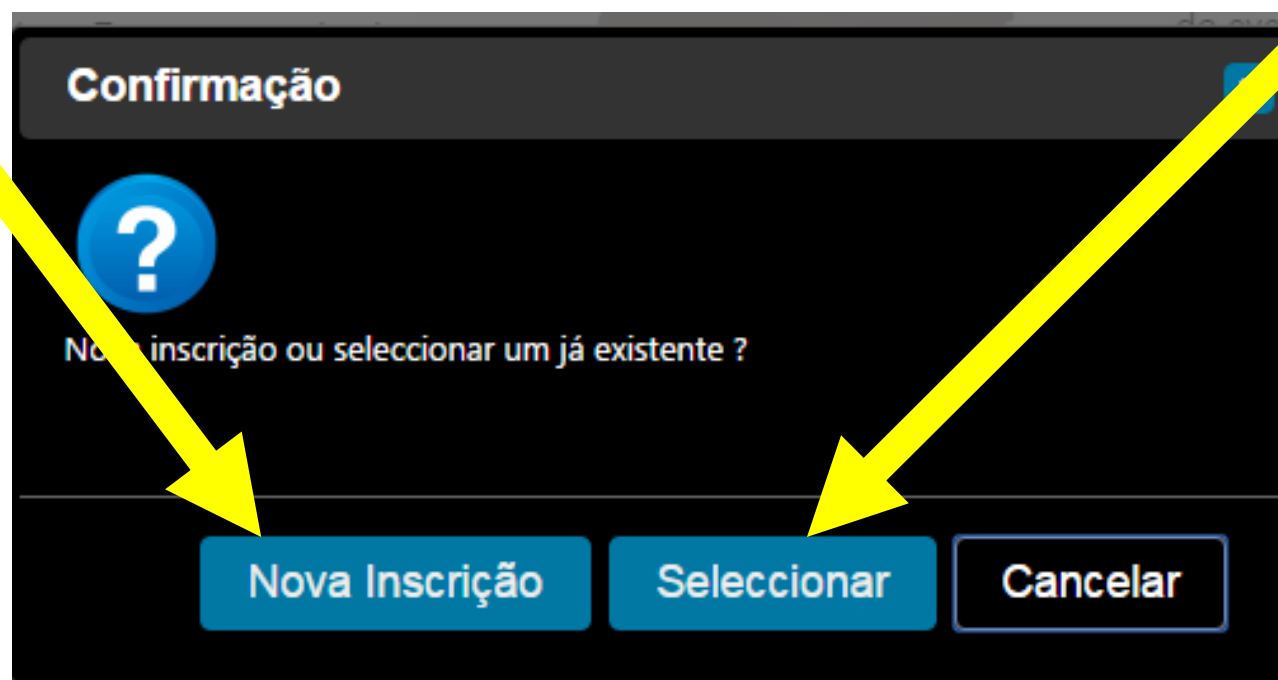 Confirmação
inscrição ou seleccionar um já existente ?
Nova Inscrição
Seleccionar
Cancelar